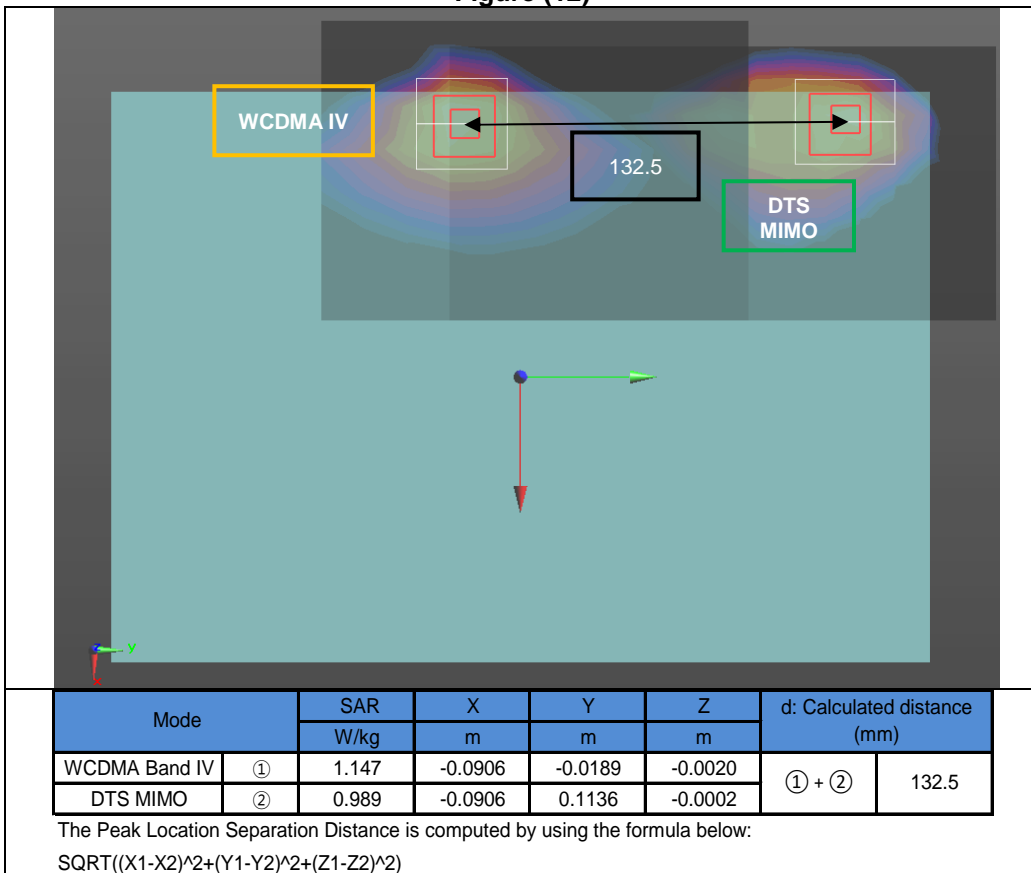 WCDMA IV
132.5
DTS
MIMO
Y
X
Mode SAR X Y Z d: Calculated distance
W/kg m m m (mm)
WCDMA Band IV ① 1.147 -0.0906 -0.0189 -0.0020 ① + ② 132.5
DTS MIMO ② 0.989 -0.0906 0.1136 -0.0002
The Peak Location Separation Distance is computed by using the formula below:
SQRT((X1-X2)^2+(Y1-Y2)^2+(Z1-Z2)^2)